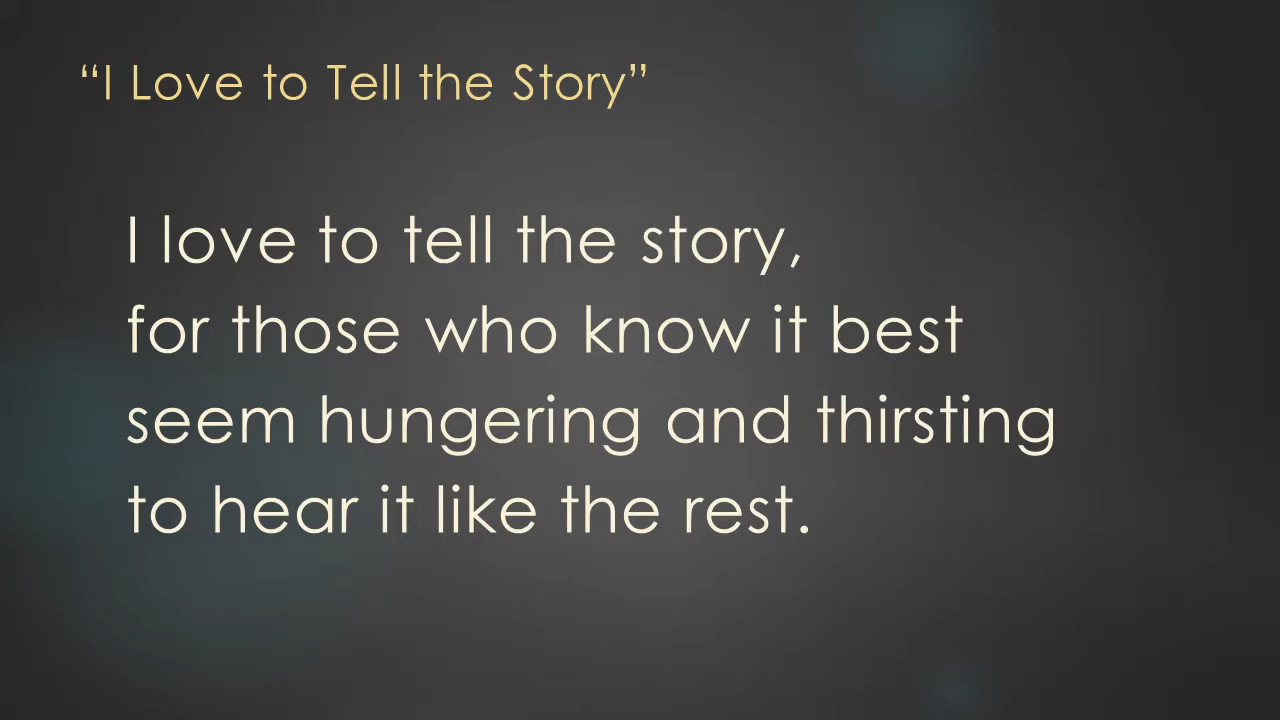 “I Love to Tell the Story”
I love to tell the story,
for those who know it best
seem hungering and thirsting
to hear it like the rest.